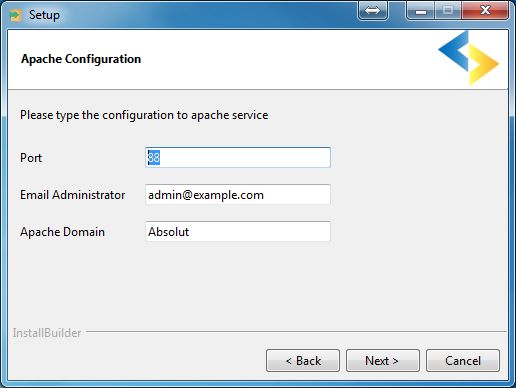 Setup
Apache Configuration
Please type the configuration to apache service
Port 88
Email Administrator admin@example.com
Apache Domain Absolut
InstallBuilder
< Back Next > Cancel